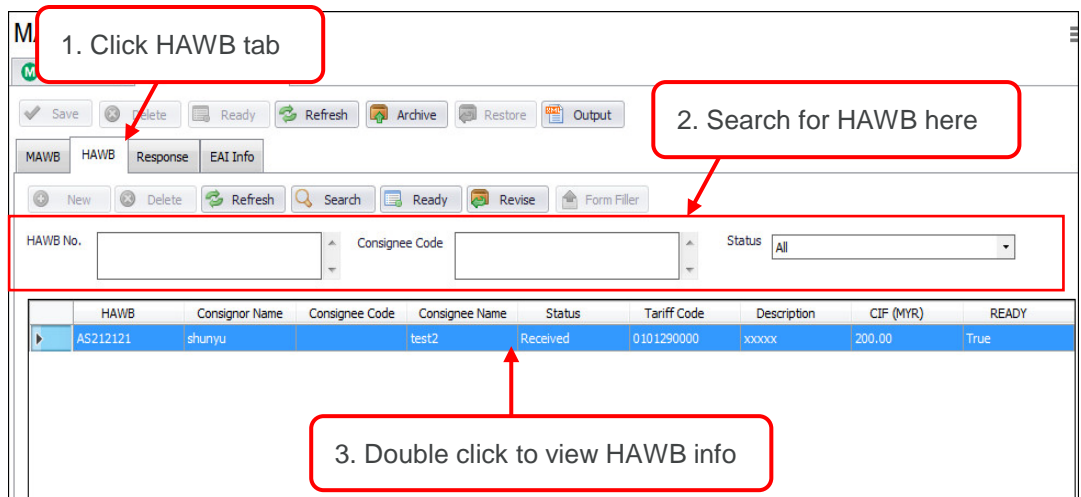 MA
1. Click HAWB tab
M
Save Delete Ready Refresh Archive Restore Output
2. Search for HAWB here
MAWB HAWB Response EAI Info
New Delete Refresh Search Ready Revise Form Filler
HAWB No. Consignee Code Status All
HAWB Consignor Name Consignee Code Consignee Name Status Tariff Code Description CIF (MYR) READY
AS212121 shunyu test2 Received 0101290000 xxxxx 200.00 True
3. Double click to view HAWB info